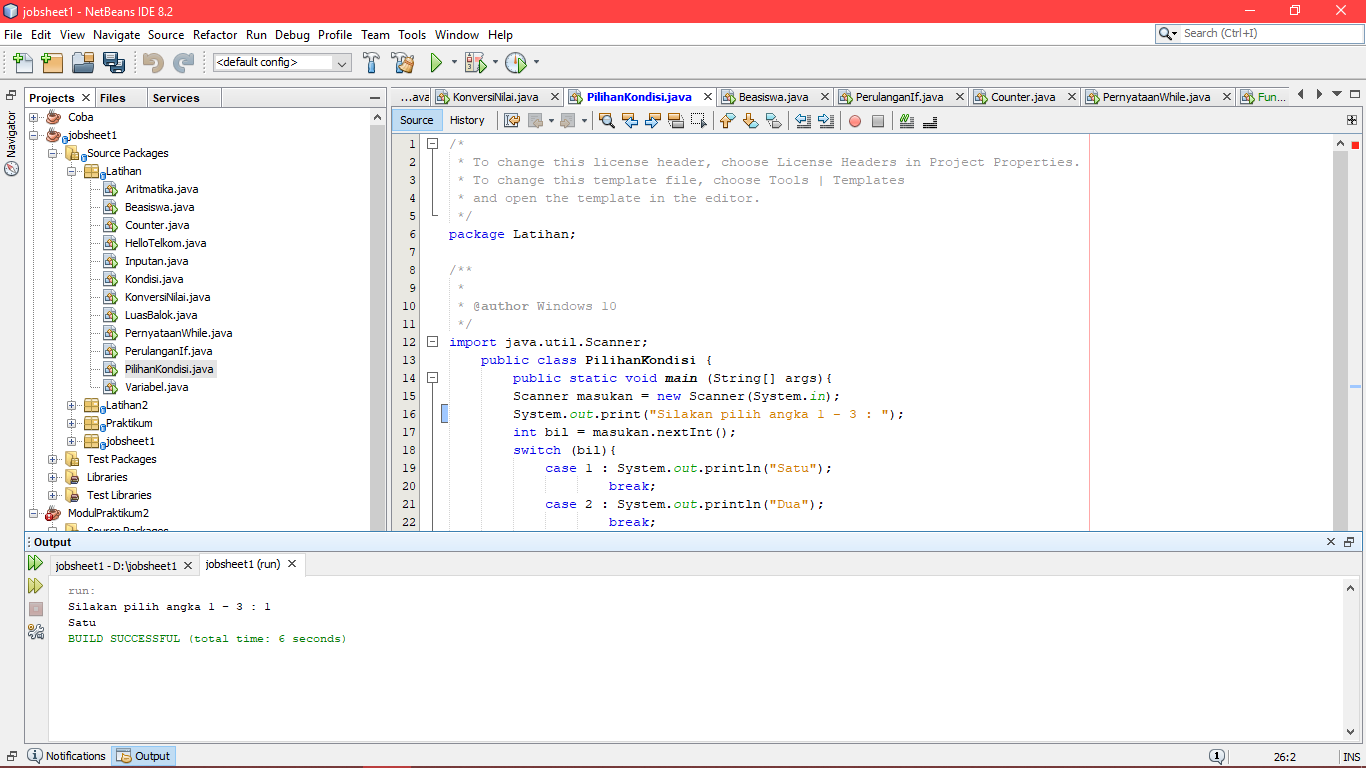 jobsheet1 - NetBeans IDE 8.2
File Edit View Navigate Source Refactor Run Debug Profile Team Tools Window Help
Search (Ctrl+I)
<default config>
Projects Files Services
Navigator
Coba
jobsheet1
Source Packages
Latihan
Aritmatika.java
Beasiswa.java
Counter.java
HelloTelkom.java
Inputan.java
Kondisi.java
KonversiNilai.java
LuasBalok.java
PernyataanWhile.java
PerulanganIf.java
PilihanKondisi.java
Variabel.java
Latihan2
Praktikum
jobsheet1
Test Packages
Libraries
Test Libraries
ModulPraktikum2
Source Packages
...ava KonversiNilai.java PilihanKondisi.java Beasiswa.java PerulanganIf.java Counter.java PernyataanWhile.java Fun...
Source History
1 /*
2 * To change this license header, choose License Headers in Project Properties.
3 * To change this template file, choose Tools | Templates
4 * and open the template in the editor.
5 */
6 package Latihan;
7
8 /**
9 *
10 * @author Windows 10
11 */
12 import java.util.Scanner;
13 public class PilihanKondisi {
14 public static void main (String[] args){
15 Scanner masukan = new Scanner(System.in);
16 System.out.print("Silakan pilih angka 1 - 3 : ");
17 int bil = masukan.nextInt();
18 switch (bil){
19 case 1 : System.out.println("Satu");
20 break;
21 case 2 : System.out.println("Dua");
22 break;
Output
jobsheet1 - D:\jobsheet1 jobsheet1 (run)
run:
Silakan pilih angka 1 - 3 : 1
Satu
BUILD SUCCESSFUL (total time: 6 seconds)
Notifications Output 1 26:2 INS